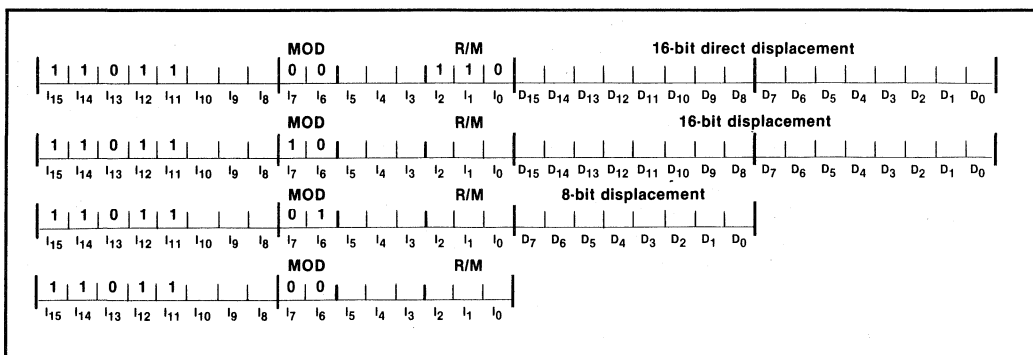 MOD R/M 16-bit direct displacement
1 1 0 1 1 0 0 1 1 0
I15 I14 I13 I12 I11 I10 I9 I8 I7 I6 I5 I4 I3 I2 I1 I0 D15 D14 D13 D12 D11 D10 D9 D8 D7 D6 D5 D4 D3 D2 D1 D0
MOD R/M 16-bit displacement
1 1 0 1 1 1 0
I15 I14 I13 I12 I11 I10 I9 I8 I7 I6 I5 I4 I3 I2 I1 I0 D15 D14 D13 D12 D11 D10 D9 D8 D7 D6 D5 D4 D3 D2 D1 D0
MOD R/M 8-bit displacement
1 1 0 1 1 0 1
I15 I14 I13 I12 I11 I10 I9 I8 I7 I6 I5 I4 I3 I2 I1 I0 D7 D6 D5 D4 D3 D2 D1 D0
MOD R/M
1 1 0 1 1 0 0
I15 I14 I13 I12 I11 I10 I9 I8 I7 I6 I5 I4 I3 I2 I1 I0